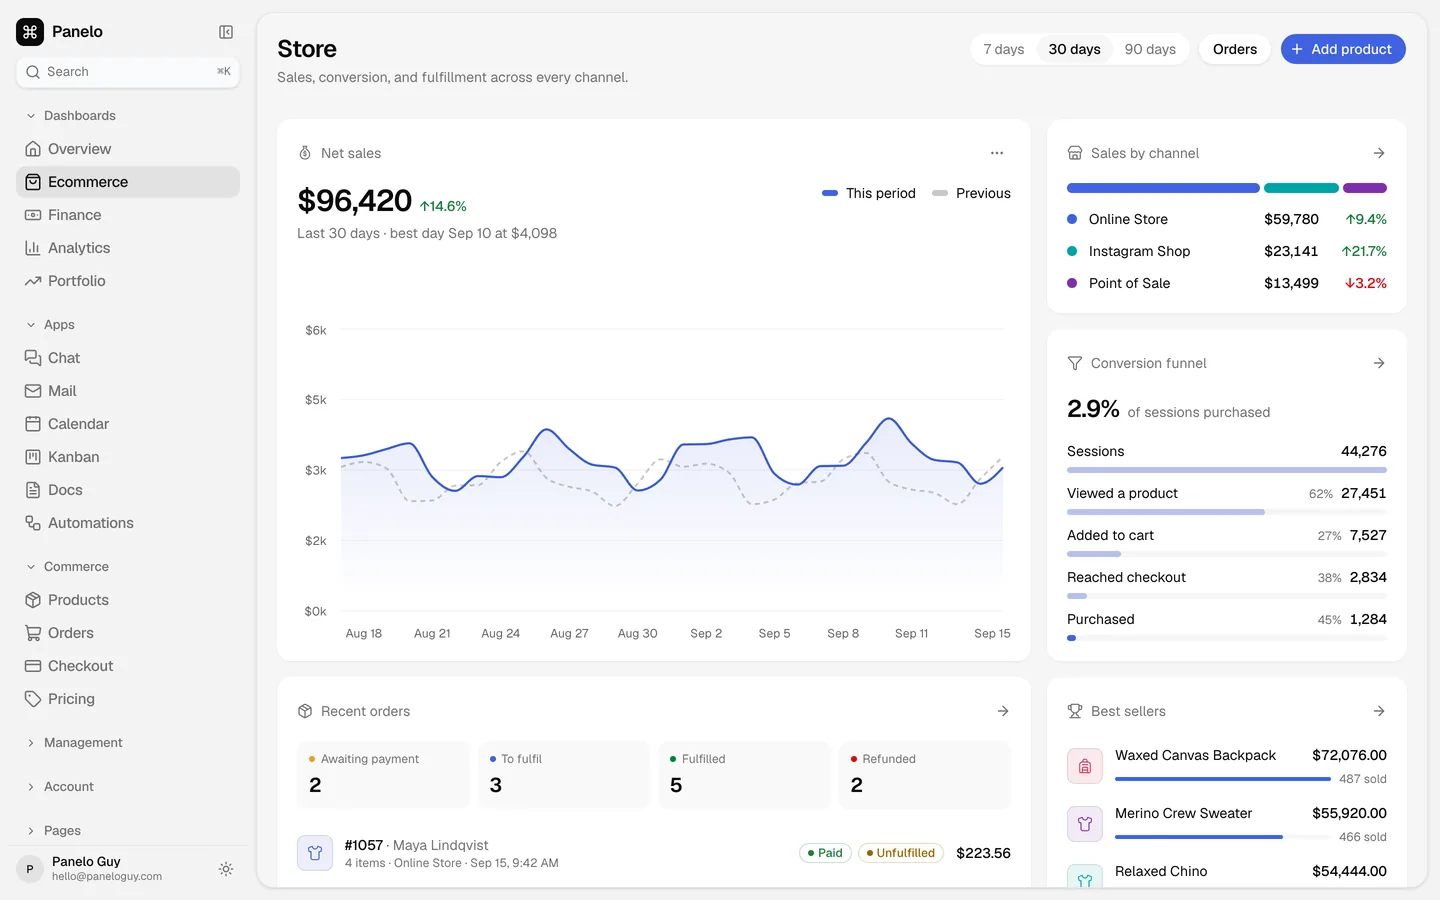 Panelo
Search
⌘K
Dashboards
Overview
Ecommerce
Finance
Analytics
Portfolio
Apps
Chat
Mail
Calendar
Kanban
Docs
Automations
Commerce
Products
Orders
Checkout
Pricing
Management
Account
Pages
P
Panelo Guy
hello@paneloguy.com
Store
Sales, conversion, and fulfillment across every channel.
7 days
30 days
90 days
Orders
+ Add product
Net sales
$96,420 ↑14.6%
Last 30 days · best day Sep 10 at $4,098
This period
Previous
$6k
$5k
$3k
$2k
$0k
Aug 18
Aug 21
Aug 24
Aug 27
Aug 30
Sep 2
Sep 5
Sep 8
Sep 11
Sep 15
Sales by channel
Online Store $59,780 ↑9.4%
Instagram Shop $23,141 ↑21.7%
Point of Sale $13,499 ↓3.2%
Conversion funnel
2.9% of sessions purchased
Sessions 44,276
Viewed a product 62% 27,451
Added to cart 27% 7,527
Reached checkout 38% 2,834
Purchased 45% 1,284
Recent orders
Awaiting payment
2
To fulfil
3
Fulfilled
5
Refunded
2
#1057 · Maya Lindqvist
4 items · Online Store · Sep 15, 9:42 AM
Paid
Unfulfilled
$223.56
Best sellers
Waxed Canvas Backpack $72,076.00
487 sold
Merino Crew Sweater $55,920.00
466 sold
Relaxed Chino $54,444.00